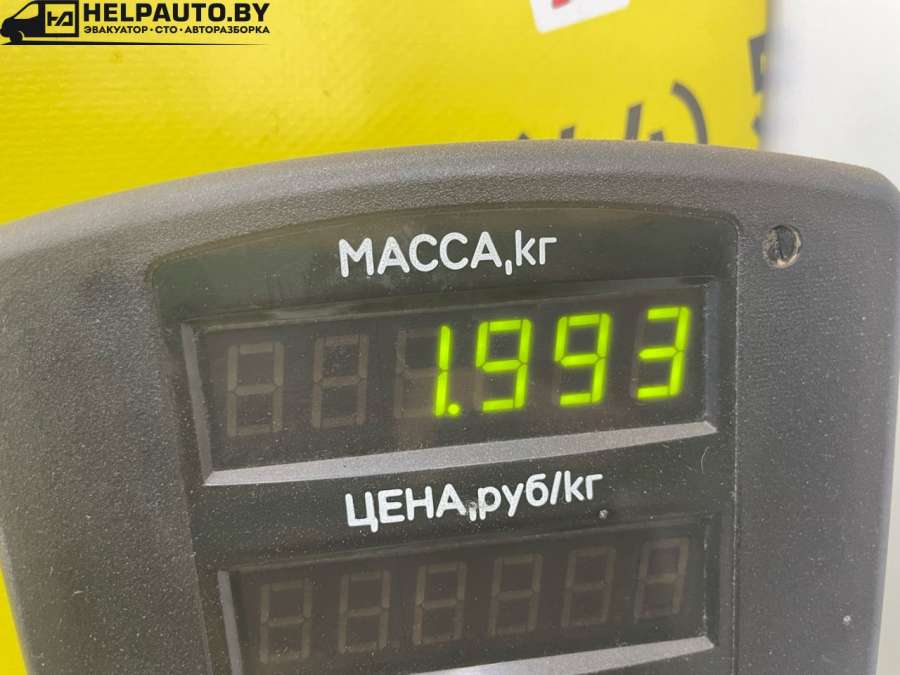 HELPAUTO.BY
ЭВАКУАТОР • СТО • АВТОРАЗБОРКА
МАССА,кг
1.993
ЦЕНА,руб/кг